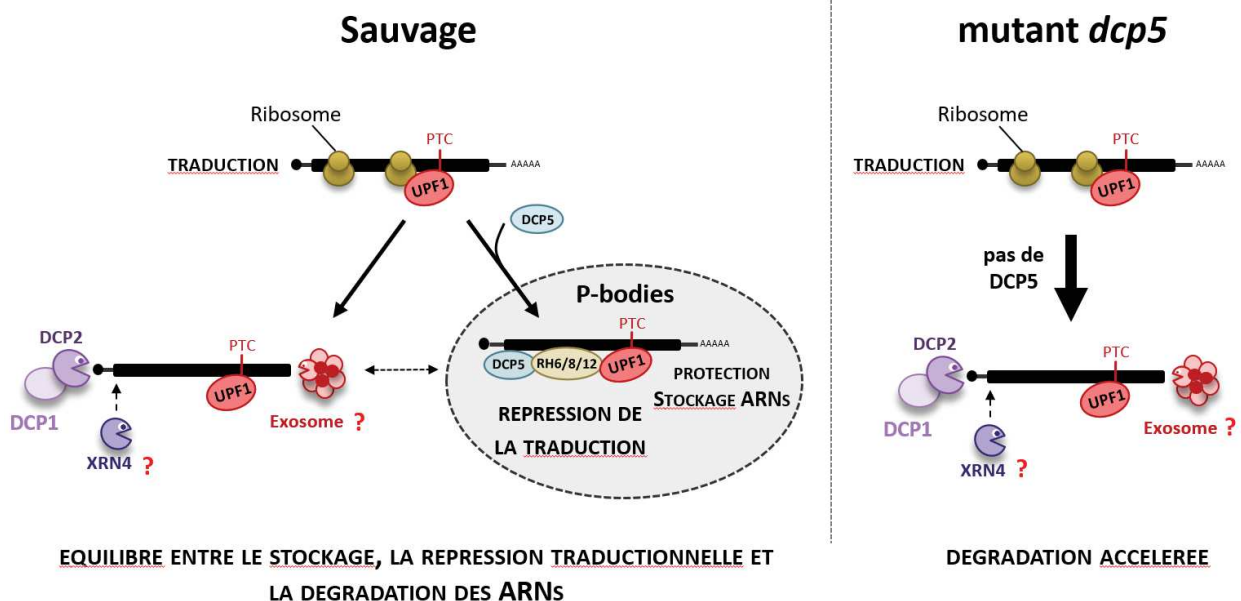 Sauvage
Ribosome
PTC
TRADUCTION
AAAAA
UPF1
DCP5
P-bodies
PTC
AAAAA
DCP5
RH6/8/12
UPF1
PROTECTION
STOCKAGE ARNs
REPRESSION DE
LA TRADUCTION
DCP2
PTC
UPF1
DCP1
Exosome ?
XRN4 ?
EQUILIBRE ENTRE LE STOCKAGE, LA REPRESSION TRADUCTIONNELLE ET
LA DEGRADATION DES ARNs
mutant dcp5
Ribosome
PTC
TRADUCTION
AAAAA
UPF1
pas de
DCP5
DCP2
PTC
UPF1
DCP1
Exosome ?
XRN4 ?
DEGRADATION ACCELEREE